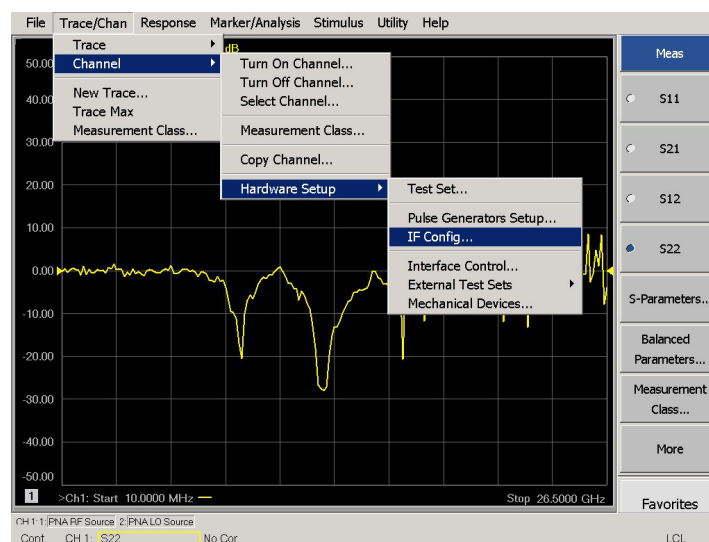 File Trace/Chan Response Marker/Analysis Stimulus Utility Help
Trace
Channel
New Trace...
Trace Max
Measurement Class...
dB
Turn On Channel...
Turn Off Channel...
Select Channel...
Measurement Class...
Copy Channel...
Hardware Setup
Test Set...
Pulse Generators Setup...
IF Config...
Interface Control...
External Test Sets
Mechanical Devices...
50.00
40.00
30.00
20.00
10.00
0.00
-10.00
-20.00
-30.00
-40.00
-50.00
1 >Ch1: Start 10.0000 MHz
Stop 26.5000 GHz
Meas
S11
S21
S12
S22
S-Parameters..
Balanced
Parameters...
Measurement
Class...
More
Favorites
CH 1·1: PNA RF Source 2: PNA LO Source
Cont. CH 1: S22 No Cor LCL